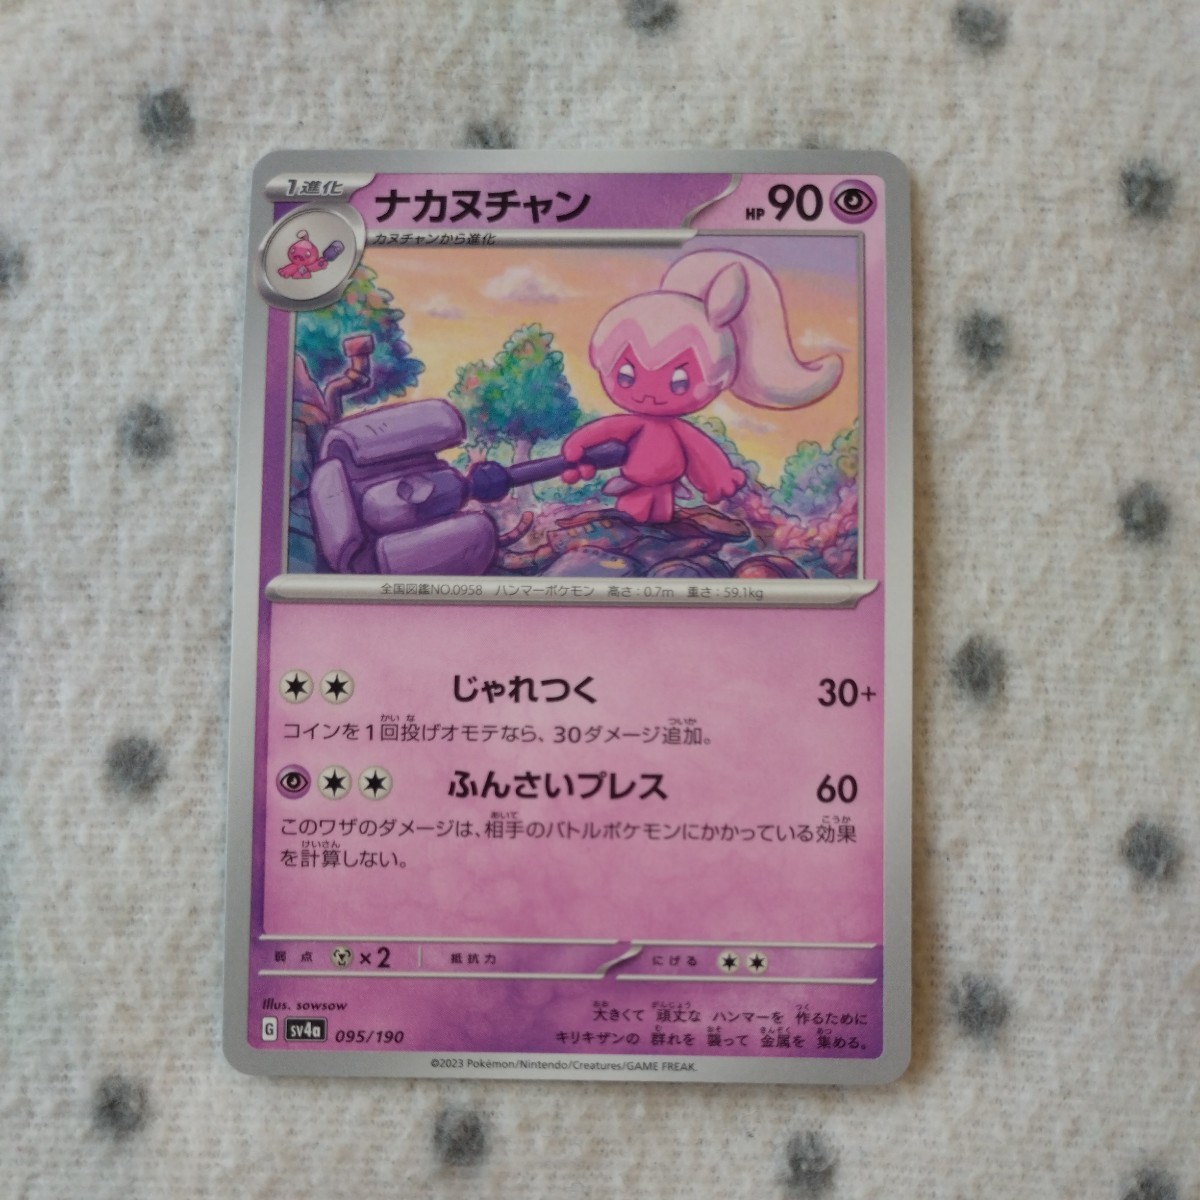 1進化
ナカヌチャン
HP 90
カヌチャンから進化
全国図鑑NO.0958 ハンマーポケモン 高さ:0.7m 重さ:59.1kg
じゃれつく 30+
コインを1回投げオモテなら、30ダメージ追加。
ふんさいプレス 60
このワザのダメージは、相手のバトルポケモンにかかっている効果
を計算しない。
弱点 ×2 抵抗力 にげる
Illus. sowsow
G sv4a 095/190
大きくて 頑丈な ハンマーを 作るために
キリキザンの 群れを 襲って 金属を 集める。
©2023 Pokémon/Nintendo/Creatures/GAME FREAK.